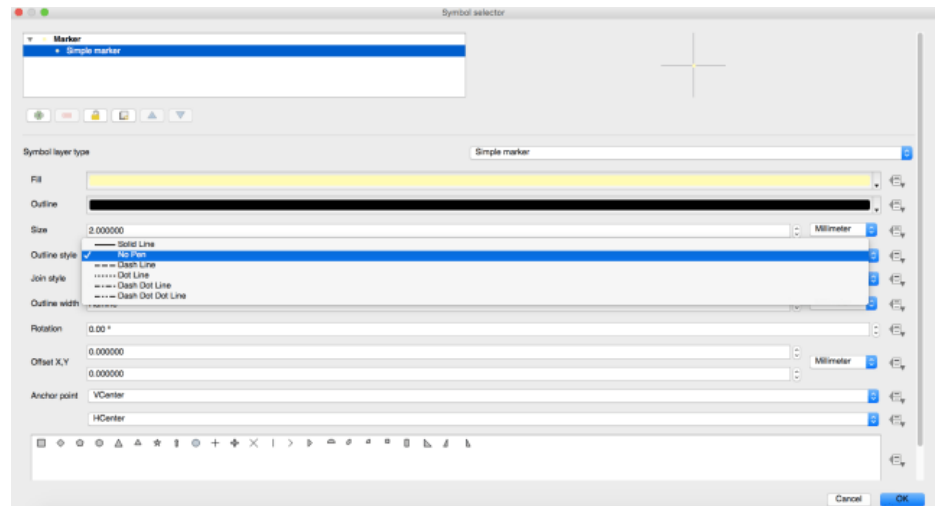 Symbol selector
Marker
Simple marker
Symbol layer type
Simple marker
Fill
Outline
Size
2.000000
Millimeter
Solid Line
Outline style
No Pen
Dash Line
Dot Line
Join style
Dash Dot Line
Dash Dot Dot Line
Outline width
Rotation
0.00 °
0.000000
Offset X,Y
Millimeter
0.000000
Anchor point
VCenter
HCenter
Cancel
OK